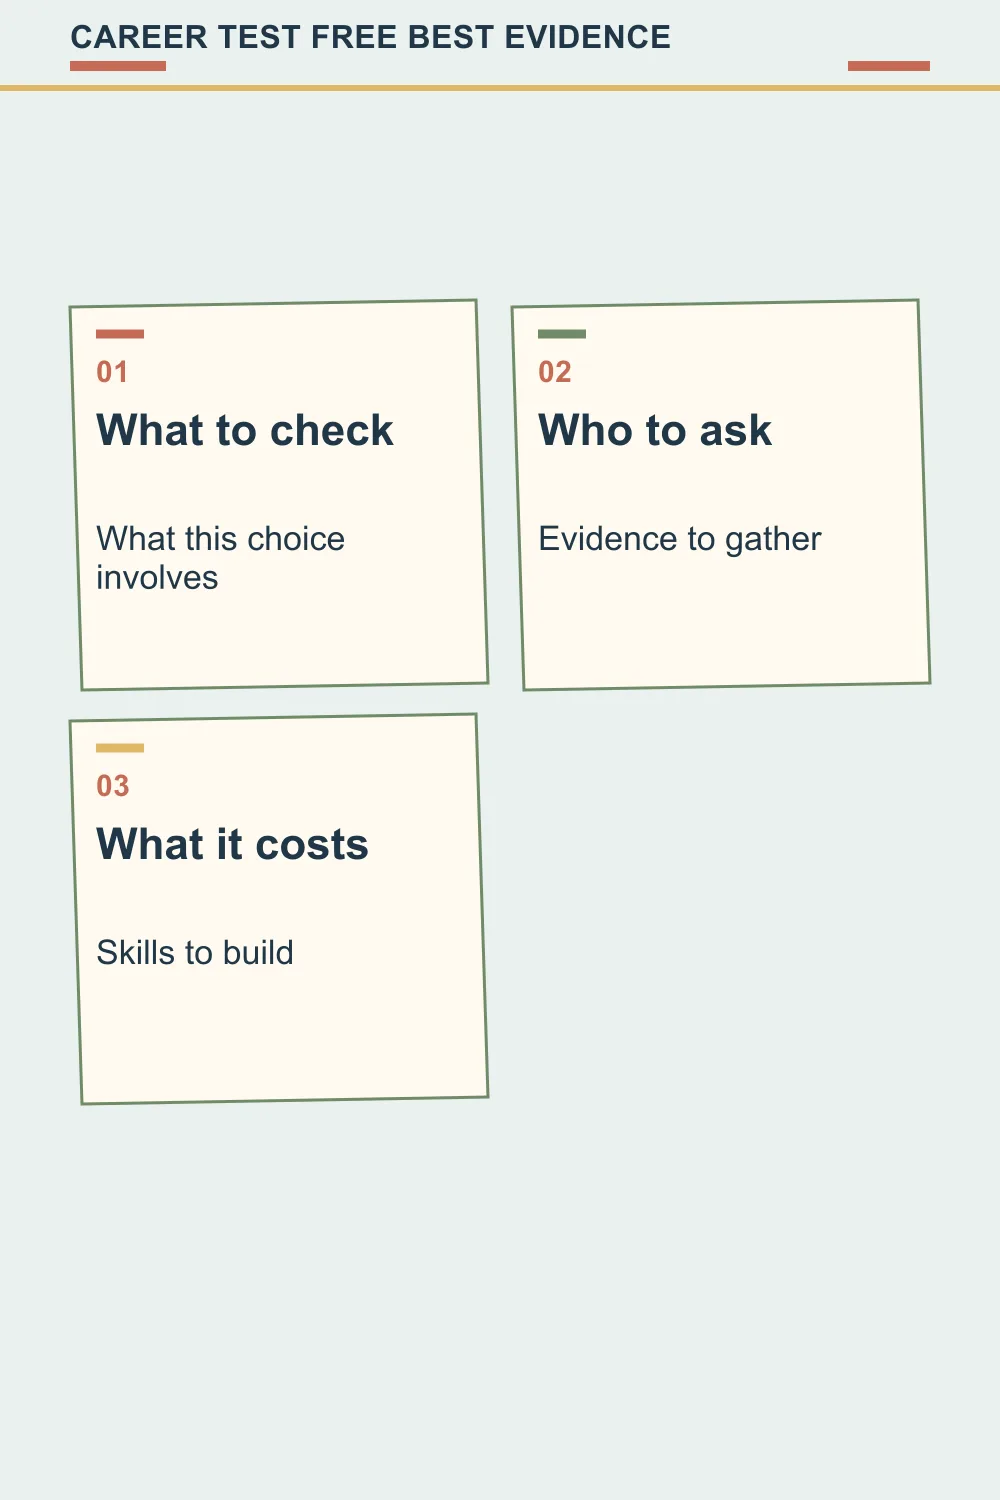 CAREER TEST FREE BEST EVIDENCE
01
What to check
What this choice
involves
02
Who to ask
Evidence to gather
03
What it costs
Skills to build